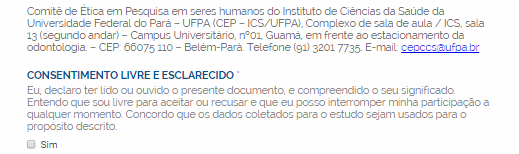 Comitê de Ética em Pesquisa em seres humanos do Instituto de Ciências da Saúde da
Universidade Federal do Pará – UFPA (CEP – ICS/UFPA), Complexo de sala de aula / ICS, sala
13 (segundo andar) – Campus Universitário, nº01, Guamá, em frente ao estacionamento da
odontologia. – CEP: 66075 110 – Belém-Pará. Telefone (91) 3201 7735. E-mail: cepccs@ufpa.br
CONSENTIMENTO LIVRE E ESCLARECIDO *
Eu, declaro ter lido ou ouvido o presente documento, e compreendido o seu significado.
Entendo que sou livre para aceitar ou recusar e que eu posso interromper minha participação a
qualquer momento, Concordo que os dados coletados para o estudo sejam usados para o
propósito descrito.
Sim